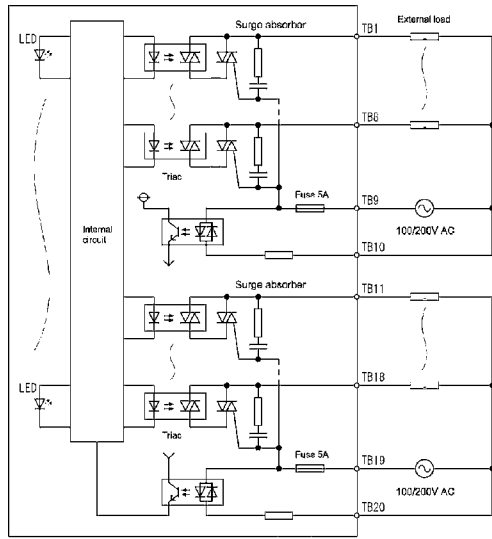 Surge absorber
TB1
External load
LED
TB8
Triac
Fuse 5A
TB9
Internal
circuit
100/200V AC
TB10
Surge absorber
TB11
TB18
LED
Triac
Fuse 5A
TB19
100/200V AC
TB20